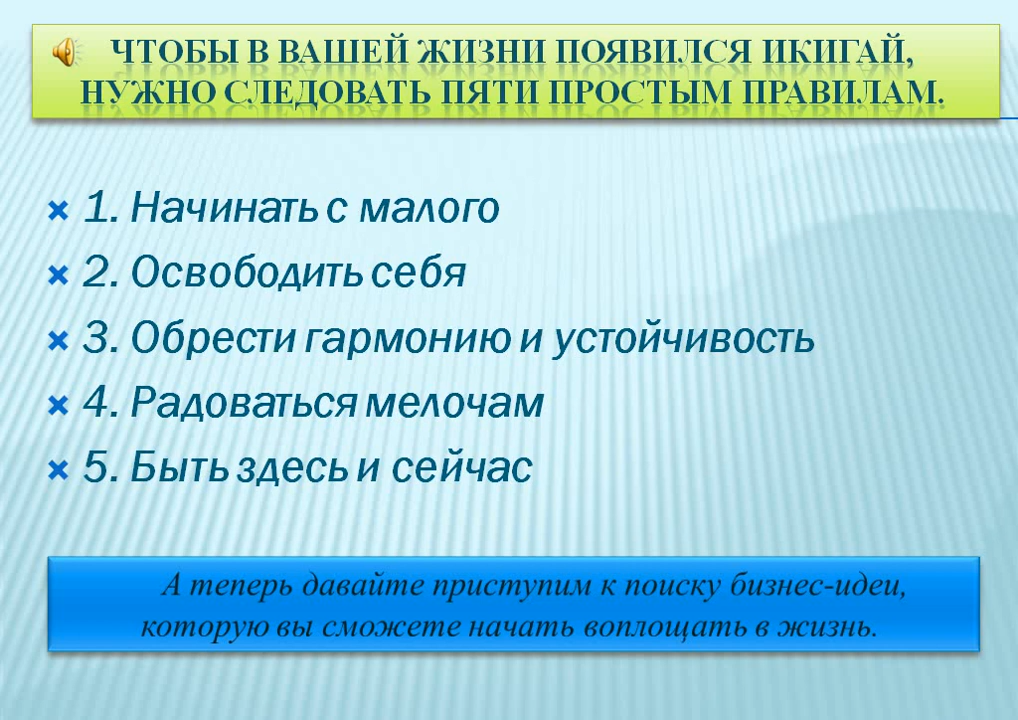 ЧТОБЫ В ВАШЕЙ ЖИЗНИ ПОЯВИЛСЯ ИКИГАЙ,
НУЖНО СЛЕДОВАТЬ ПЯТИ ПРОСТЫМ ПРАВИЛАМ.
1. Начинать с малого
2. Освободить себя
3. Обрести гармонию и устойчивость
4. Радоваться мелочам
5. Быть здесь и сейчас
А теперь давайте приступим к поиску бизнес-идеи,
которую вы сможете начать воплощать в жизнь.